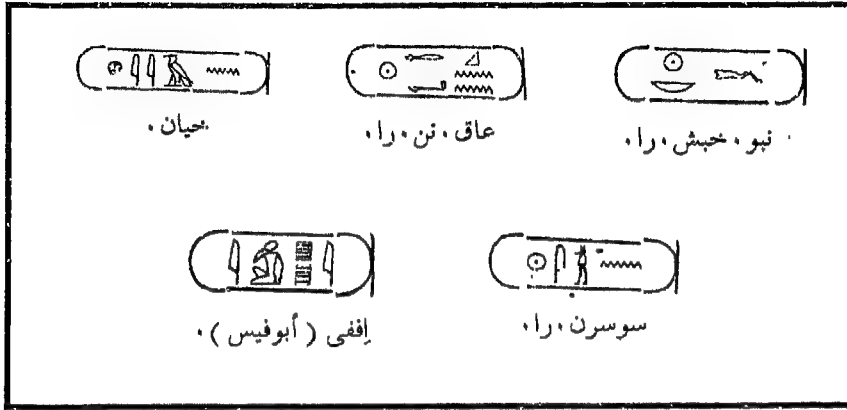 نبو ، خبش ، را ،
عاق ، نن ، را ،
خيان ،
سوسرن ، را ،
إففى ( أبوفيس ) ،